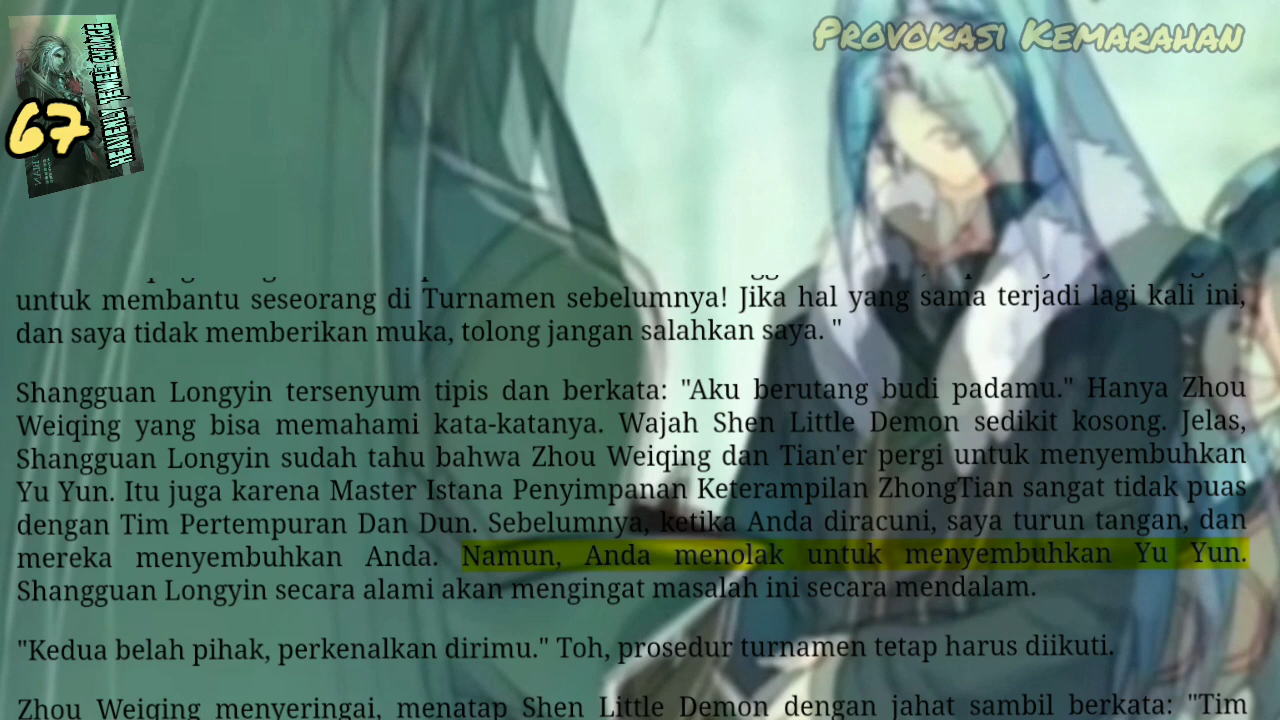 PROVOKASI KEMARAHAN
HEAVENLY JEWEL CHANGE
67
untuk membantu seseorang di Turnamen sebelumnya! Jika hal yang sama terjadi lagi kali ini,
dan saya tidak memberikan muka, tolong jangan salahkan saya. "
Shangguan Longyin tersenyum tipis dan berkata: "Aku berutang budi padamu." Hanya Zhou
Weiqing yang bisa memahami kata-katanya. Wajah Shen Little Demon sedikit kosong. Jelas,
Shangguan Longyin sudah tahu bahwa Zhou Weiqing dan Tian'er pergi untuk menyembuhkan
Yu Yun. Itu juga karena Master Istana Penyimpanan Keterampilan ZhongTian sangat tidak puas
dengan Tim Pertempuran Dan Dun. Sebelumnya, ketika Anda diracuni, saya turun tangan, dan
mereka menyembuhkan Anda. Namun, Anda menolak untuk menyembuhkan Yu Yun.
Shangguan Longyin secara alami akan mengingat masalah ini secara mendalam.
"Kedua belah pihak, perkenalkan dirimu." Toh, prosedur turnamen tetap harus diikuti.
Zhou Weiqing menyeringai, menatap Shen Little Demon dengan jahat sambil berkata: "Tim